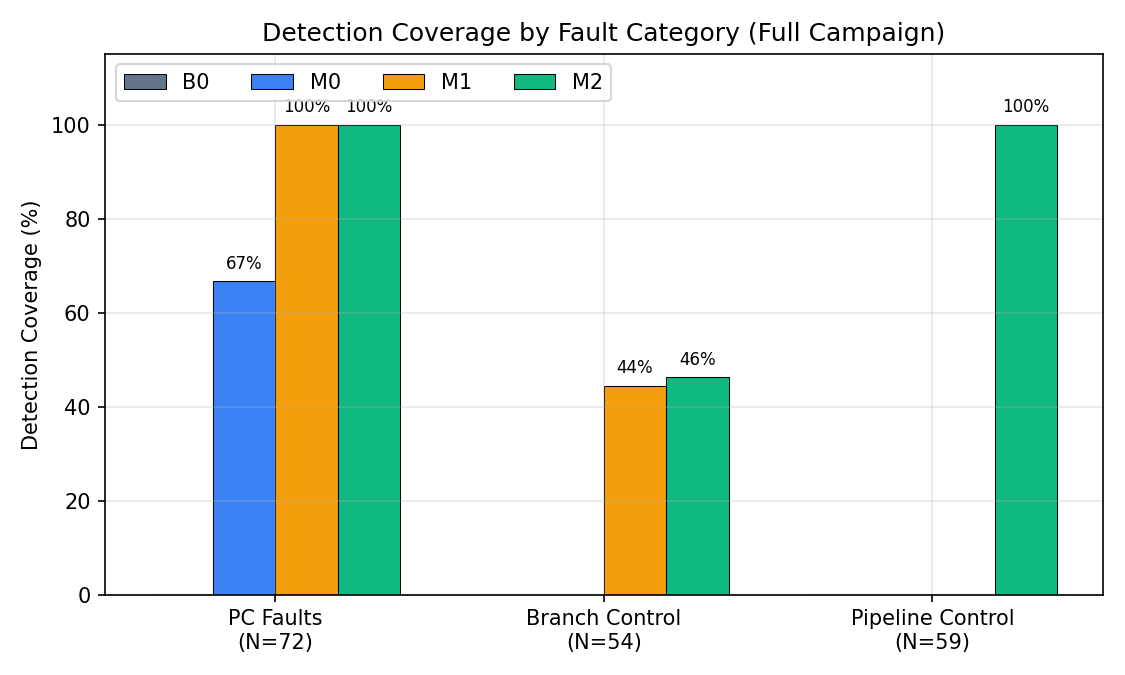 Detection Coverage by Fault Category (Full Campaign)
B0 M0 M1 M2
100% 100% 100%
67%
44% 46%
Detection Coverage (%)
100
80
60
40
20
0
PC Faults Branch Control Pipeline Control
(N=72) (N=54) (N=59)